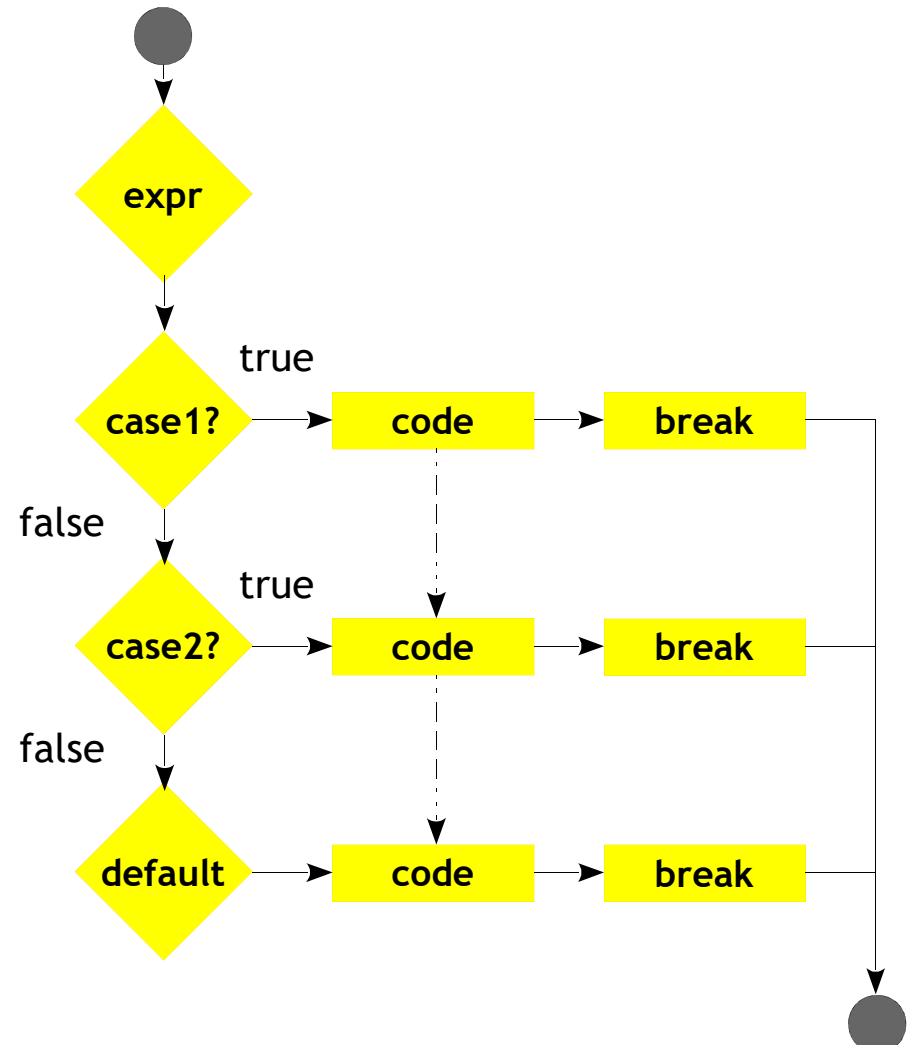 expr
true
case1?
code
break
false
true
case2?
code
break
false
default
code
break